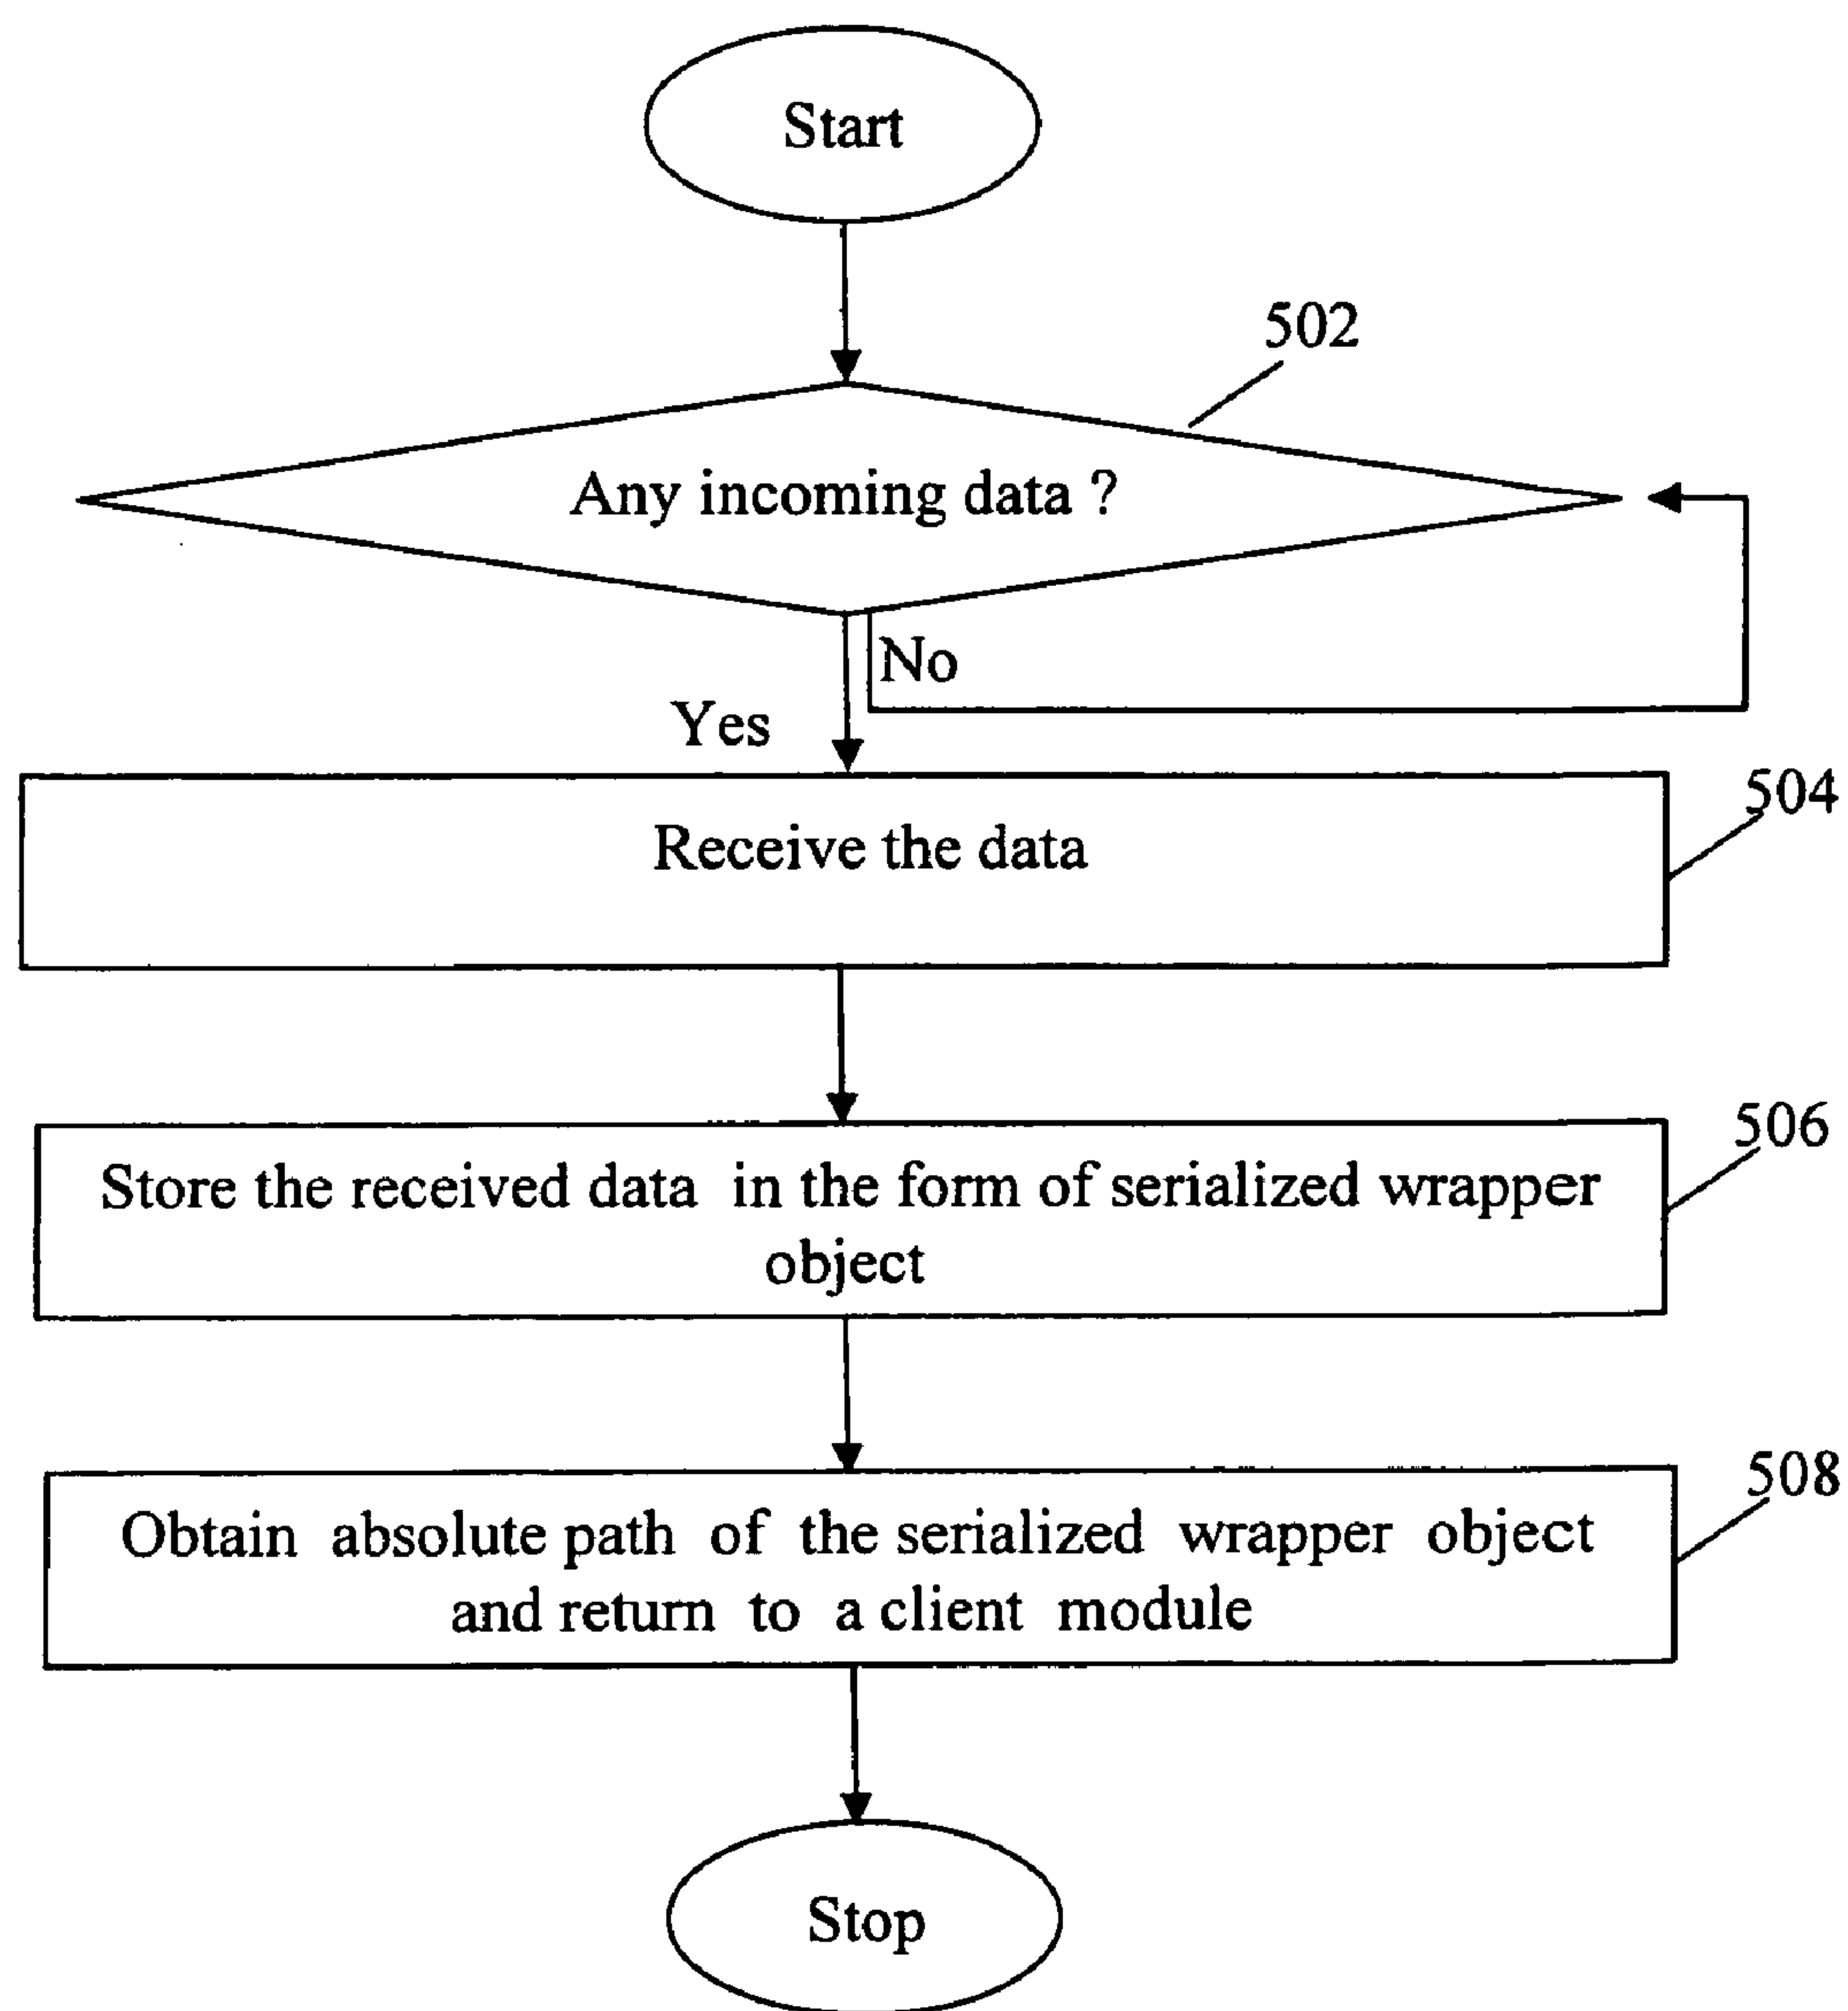 Start
502
Any incoming data ?
No
Yes
504
Receive the data
506
Store the received data in the form of serialized wrapper
object
508
Obtain absolute path of the serialized wrapper object
and return to a client module
Stop